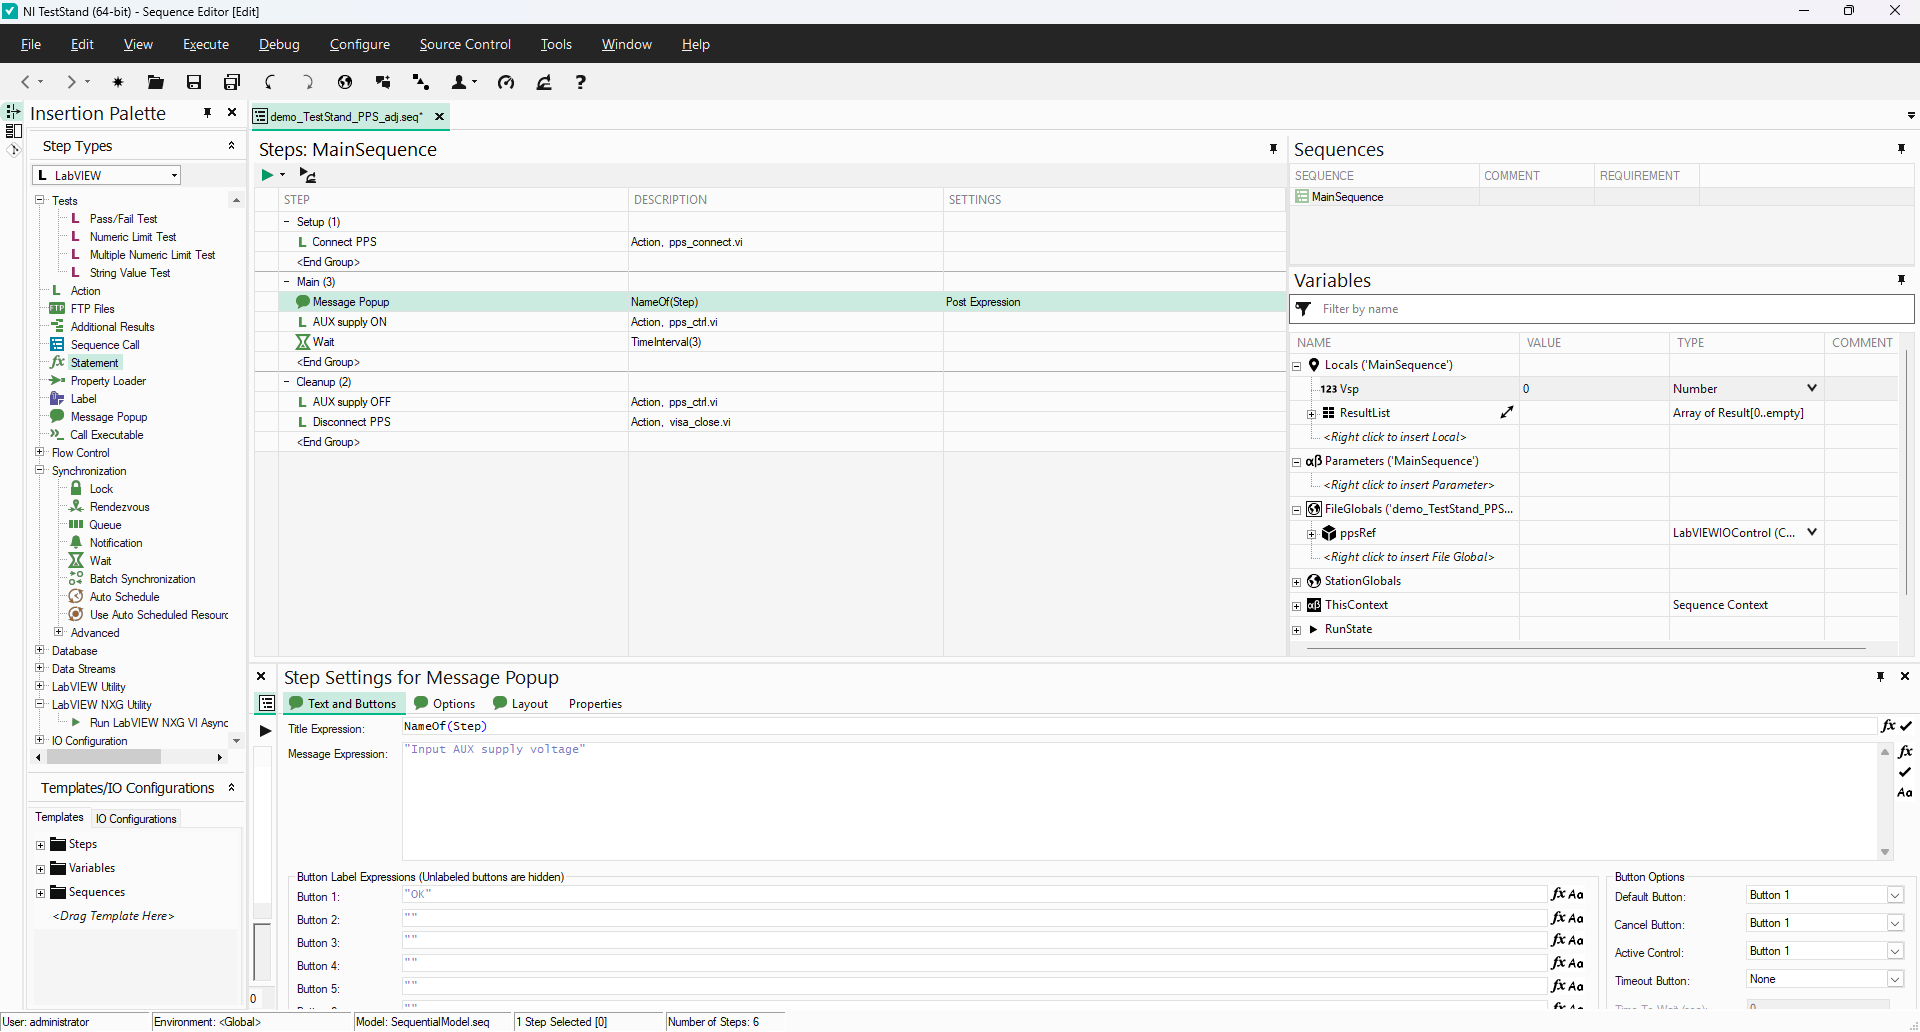 NI TestStand (64-bit) - Sequence Editor [Edit]
File Edit View Execute Debug Configure Source Control Tools Window Help
Insertion Palette
Step Types
LabVIEW
Tests
Pass/Fail Test
Numeric Limit Test
Multiple Numeric Limit Test
String Value Test
Action
FTP Files
Additional Results
Sequence Call
Statement
Property Loader
Label
Message Popup
Call Executable
Flow Control
Synchronization
Lock
Rendezvous
Queue
Notification
Wait
Batch Synchronization
Auto Schedule
Use Auto Scheduled Resourc
Advanced
Database
Data Streams
LabVIEW Utility
LabVIEW NXG Utility
Run LabVIEW NXG VI Async
IO Configuration
Templates/IO Configurations
Templates IO Configurations
Steps
Variables
Sequences
<Drag Template Here>
demo_TestStand_PPS_adj.seq*
Steps: MainSequence
STEP DESCRIPTION SETTINGS
Setup (1)
Connect PPS Action, pps_connect.vi
<End Group>
Main (3)
Message Popup NameOf(Step) Post Expression
AUX supply ON Action, pps_ctrl.vi
Wait TimeInterval(3)
<End Group>
Cleanup (2)
AUX supply OFF Action, pps_ctrl.vi
Disconnect PPS Action, visa_close.vi
<End Group>
Sequences
SEQUENCE COMMENT REQUIREMENT
MainSequence
Variables
Filter by name
NAME VALUE TYPE COMMENT
Locals ('MainSequence')
123 Vsp 0 Number
ResultList Array of Result[0..empty]
<Right click to insert Local>
αβ Parameters ('MainSequence')
<Right click to insert Parameter>
FileGlobals ('demo_TestStand_PPS...
ppsRef LabVIEWIOControl (C...
<Right click to insert File Global>
StationGlobals
αβ ThisContext Sequence Context
RunState
Step Settings for Message Popup
Text and Buttons Options Layout Properties
Title Expression: NameOf(Step)
Message Expression: "Input AUX supply voltage"
Button Label Expressions (Unlabeled buttons are hidden)
Button 1: "OK"
Button 2: ""
Button 3: ""
Button 4: ""
Button 5: ""
Button Options
Default Button: Button 1
Cancel Button: Button 1
Active Control: Button 1
Timeout Button: None
0
User: administrator Environment: <Global> Model: SequentialModel.seq 1 Step Selected [0] Number of Steps: 6